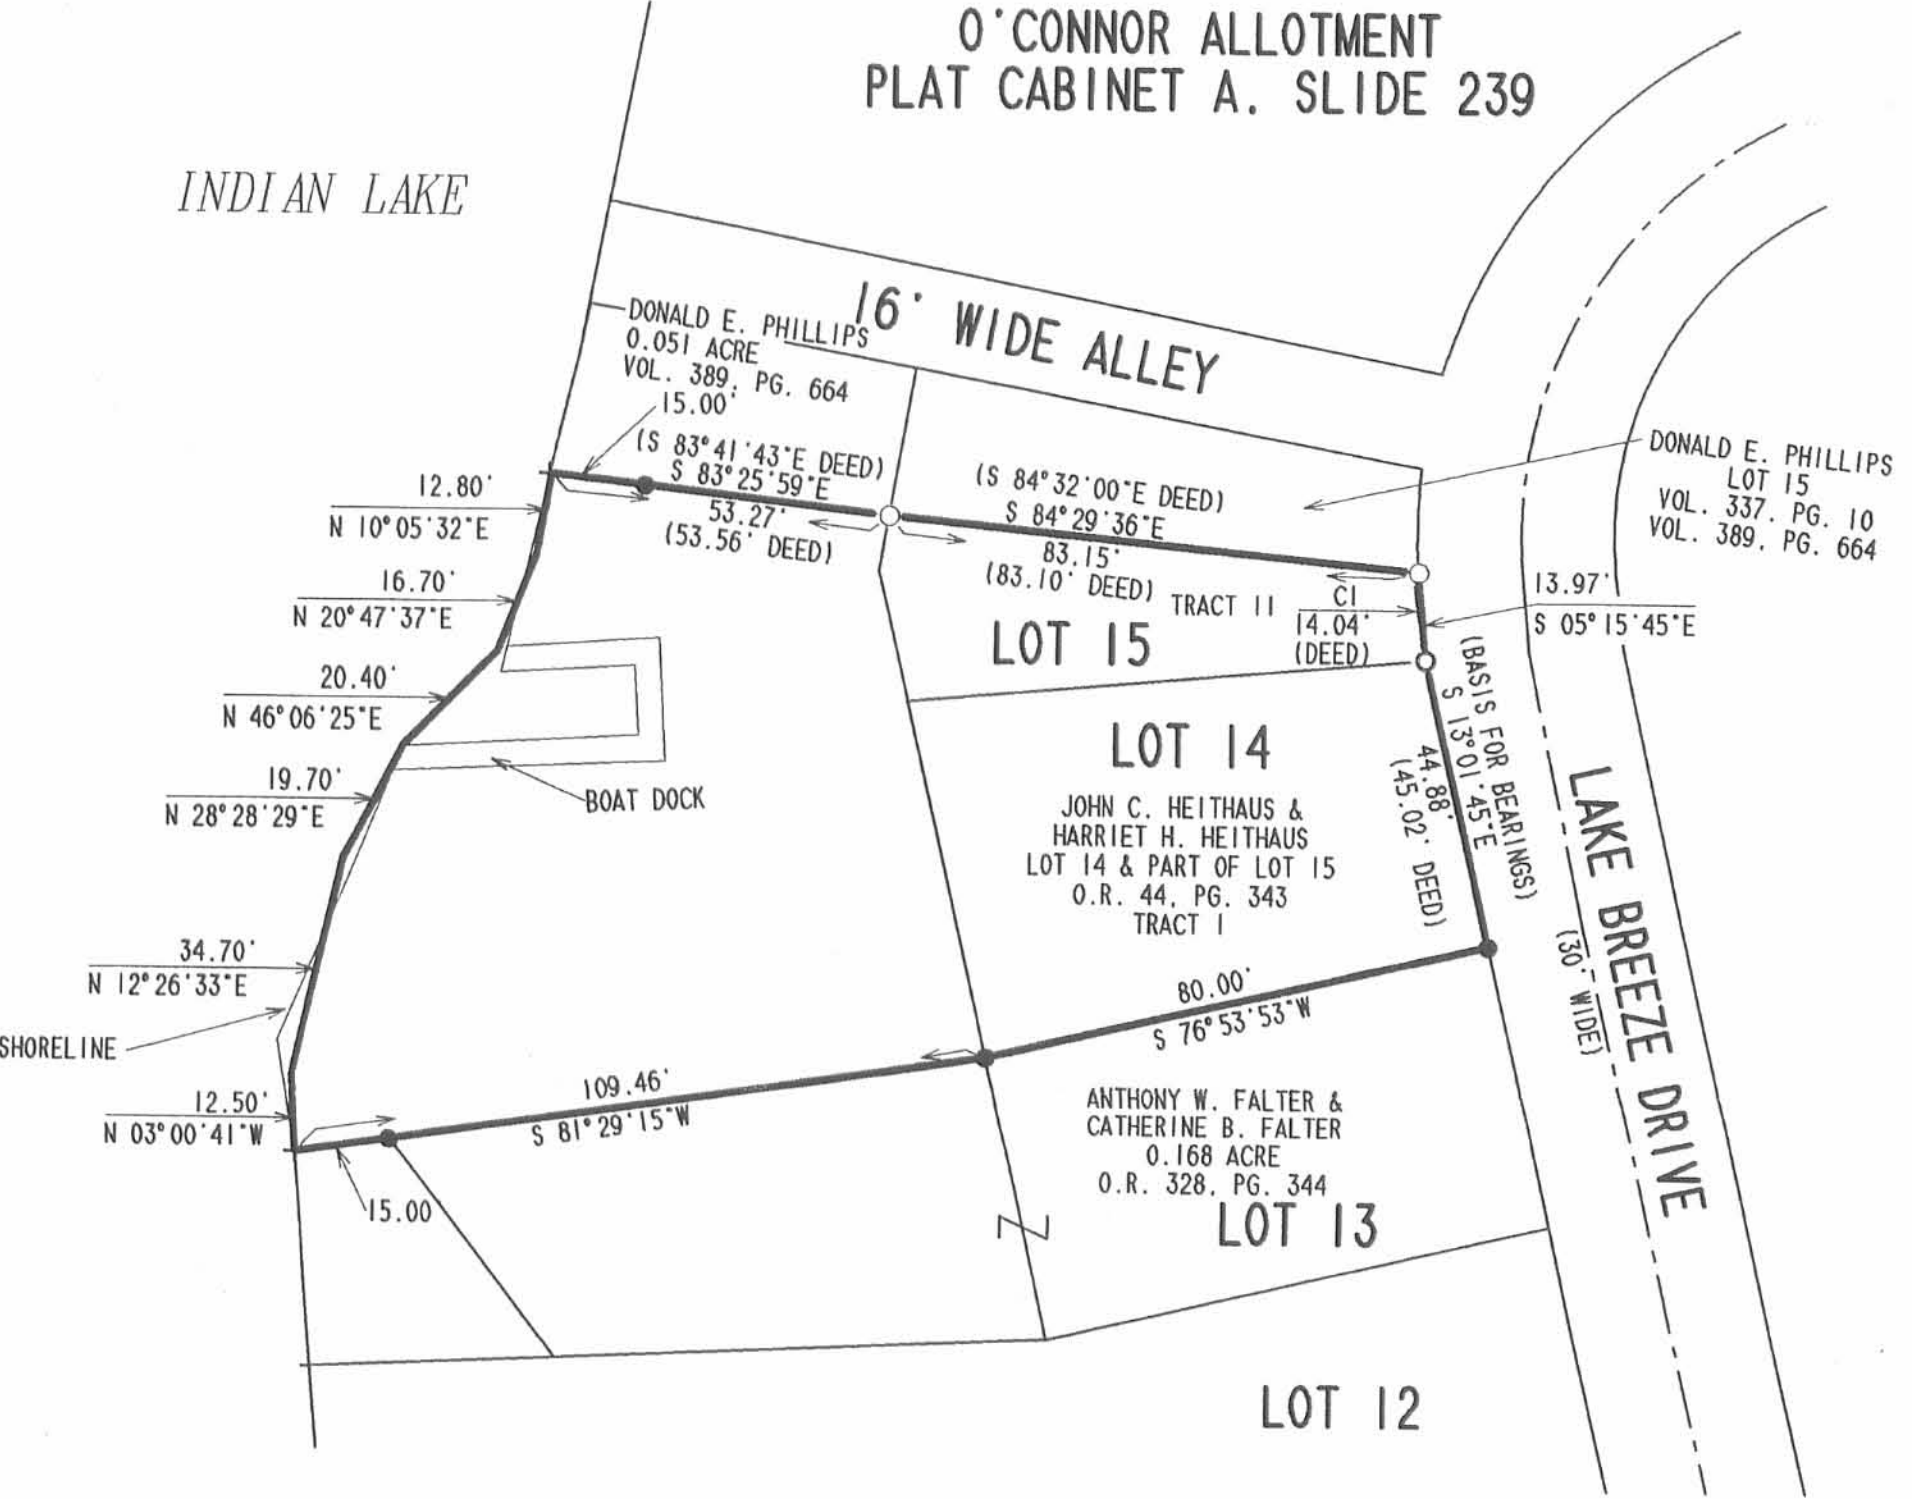 O'CONNOR ALLOTMENT
PLAT CABINET A. SLIDE 239
INDIAN LAKE
16' WIDE ALLEY
DONALD E. PHILLIPS
0.051 ACRE
VOL. 389, PG. 664
15.00'
(S 83°41'43"E DEED)
S 83°25'59"E
53.27'
(53.56' DEED)
(S 84°32'00"E DEED)
S 84°29'36"E
83.15'
(83.10' DEED)
DONALD E. PHILLIPS
LOT 15
VOL. 337, PG. 10
VOL. 389, PG. 664
12.80'
N 10°05'32"E
16.70'
N 20°47'37"E
20.40'
N 46°06'25"E
19.70'
N 28°28'29"E
34.70'
N 12°26'33"E
SHORELINE
12.50'
N 03°00'41"W
BOAT DOCK
TRACT II
LOT 15
C1
14.04'
(DEED)
13.97'
S 05°15'45"E
(BASIS FOR BEARINGS)
S 13°01'45"E
44.88'
(45.02' DEED)
LOT 14
JOHN C. HEITHAUS &
HARRIET H. HEITHAUS
LOT 14 & PART OF LOT 15
O.R. 44, PG. 343
TRACT I
LAKE BREEZE DRIVE
(30' WIDE)
80.00'
S 76°53'53"W
109.46'
S 81°29'15"W
15.00
ANTHONY W. FALTER &
CATHERINE B. FALTER
0.168 ACRE
O.R. 328, PG. 344
LOT 13
LOT 12